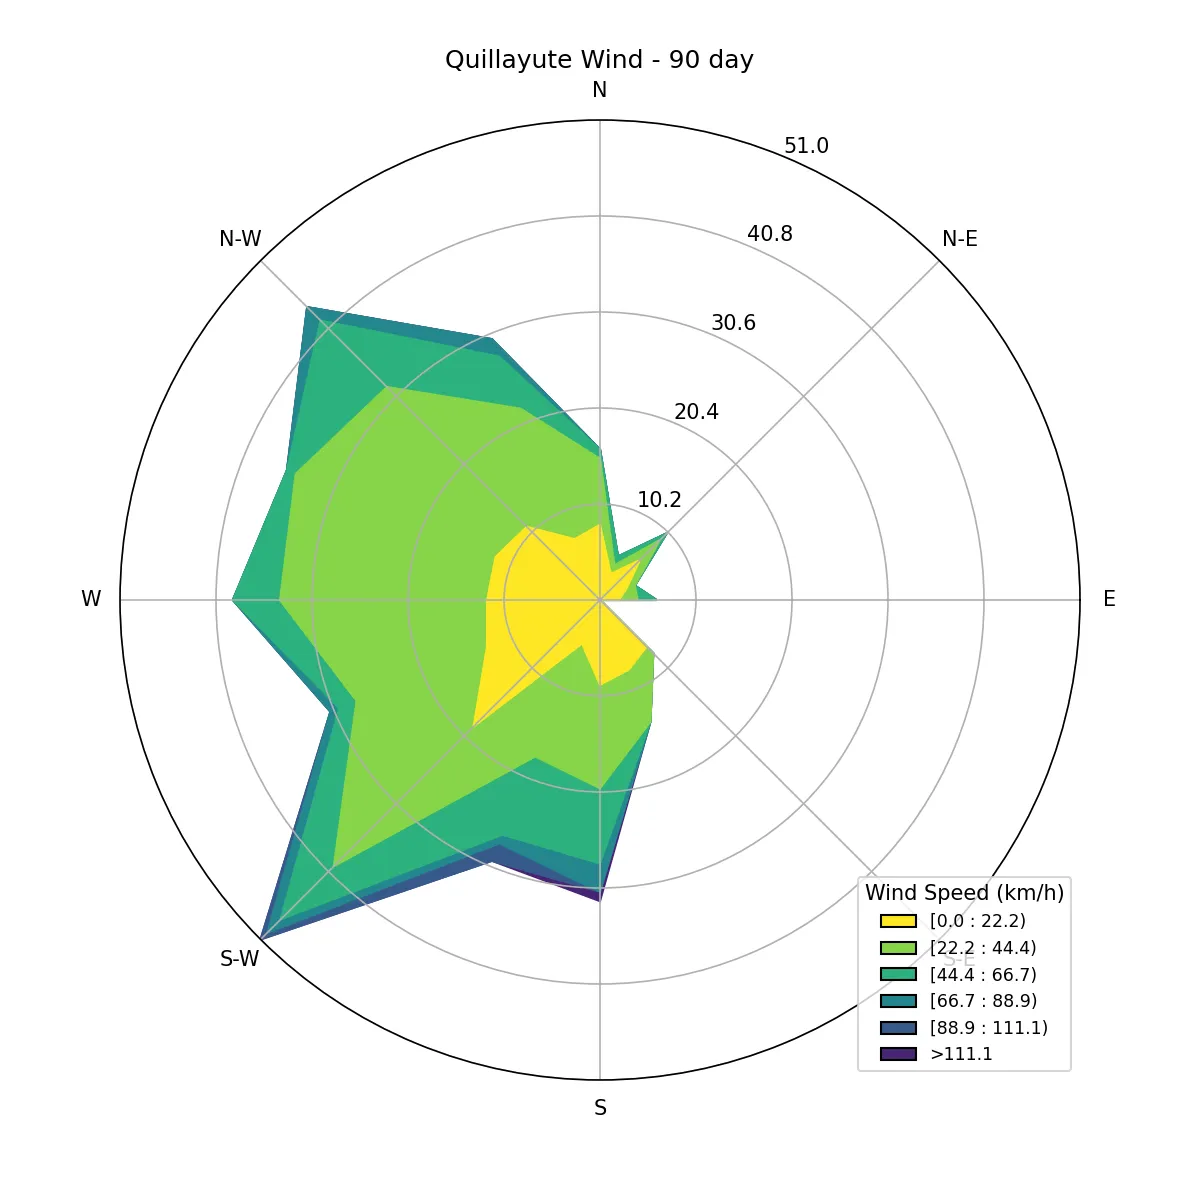 Quillayute Wind - 90 day
N
51.0
40.8
N-W
N-E
30.6
20.4
10.2
W
E
Wind Speed (km/h)
[0.0 : 22.2)
[22.2 : 44.4)
S-W
S-E
[44.4 : 66.7)
[66.7 : 88.9)
[88.9 : 111.1)
>111.1
S